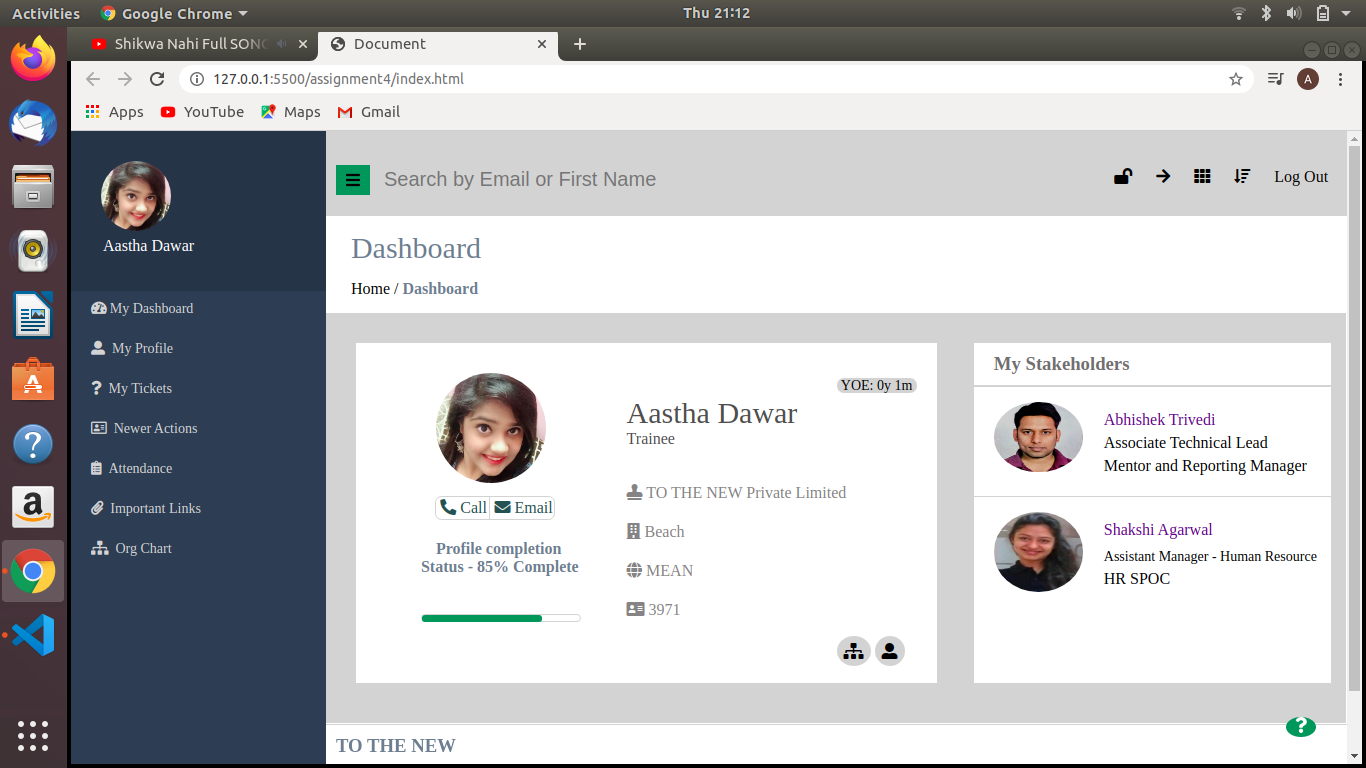 Activities
Google Chrome
Thu 21:12
Shikwa Nahi Full SONG
Document
127.0.0.1:5500/assignment4/index.html
A
Apps
YouTube
Maps
Gmail
Aastha Dawar
My Dashboard
My Profile
My Tickets
Newer Actions
Attendance
Important Links
Org Chart
Search by Email or First Name
Log Out
Dashboard
Home / Dashboard
YOE: 0y 1m
Aastha Dawar
Trainee
Call
Email
Profile completion
Status - 85% Complete
TO THE NEW Private Limited
Beach
MEAN
3971
My Stakeholders
Abhishek Trivedi
Associate Technical Lead
Mentor and Reporting Manager
Shakshi Agarwal
Assistant Manager - Human Resource
HR SPOC
TO THE NEW